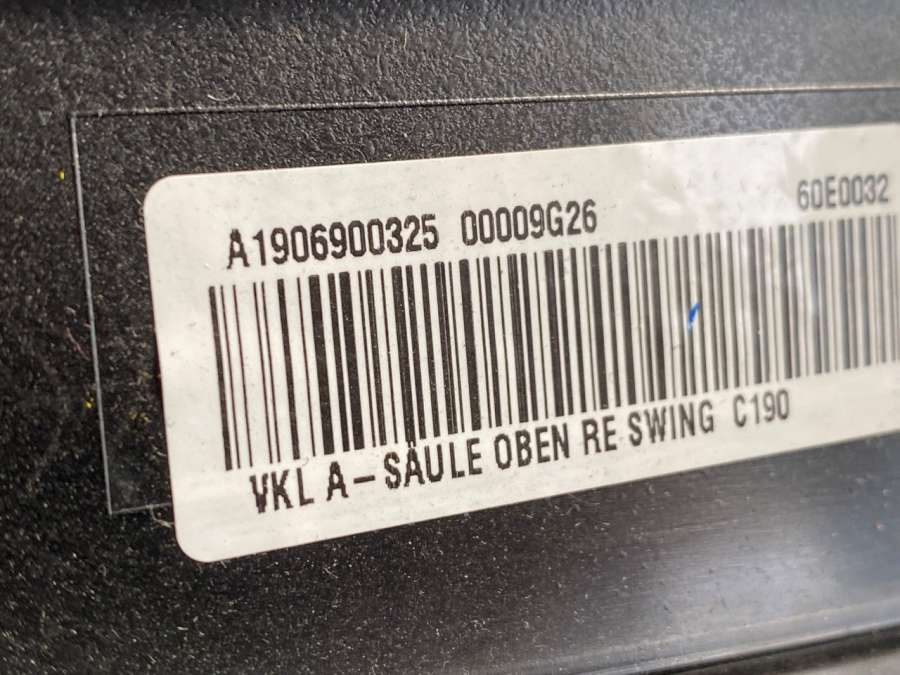 A1906900325 00009G26 60E0032
VKL A-SÄULE OBEN RE SWING C190